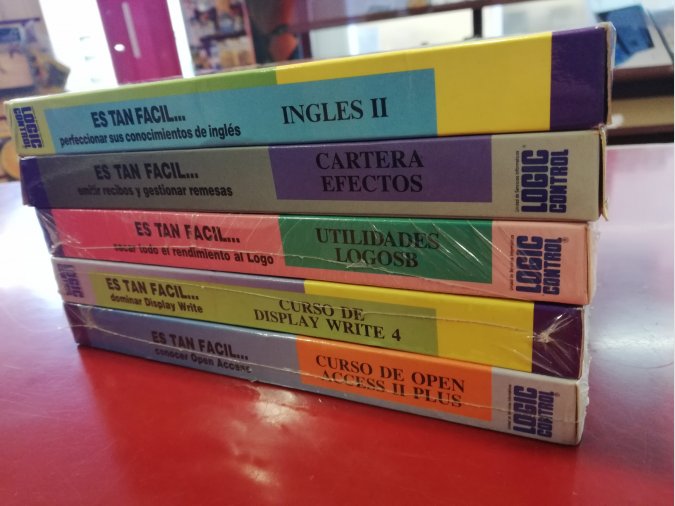 LOGIC
CONTROL
ES TAN FACIL...
perfeccionar sus conocimientos de inglés
INGLES II
ES TAN FACIL...
emitir recibos y gestionar remesas
CARTERA
EFECTOS
LOGIC
CONTROL
ES TAN FACIL...
sacar todo el rendimiento al Logo
UTILIDADES
LOGOSB
LOGIC
CONTROL
ES TAN FACIL...
dominar Display Write
CURSO DE
DISPLAY WRITE 4
ES TAN FACIL...
conocer Open Access
CURSO DE OPEN
ACCESS II PLUS
LOGIC
CONTROL